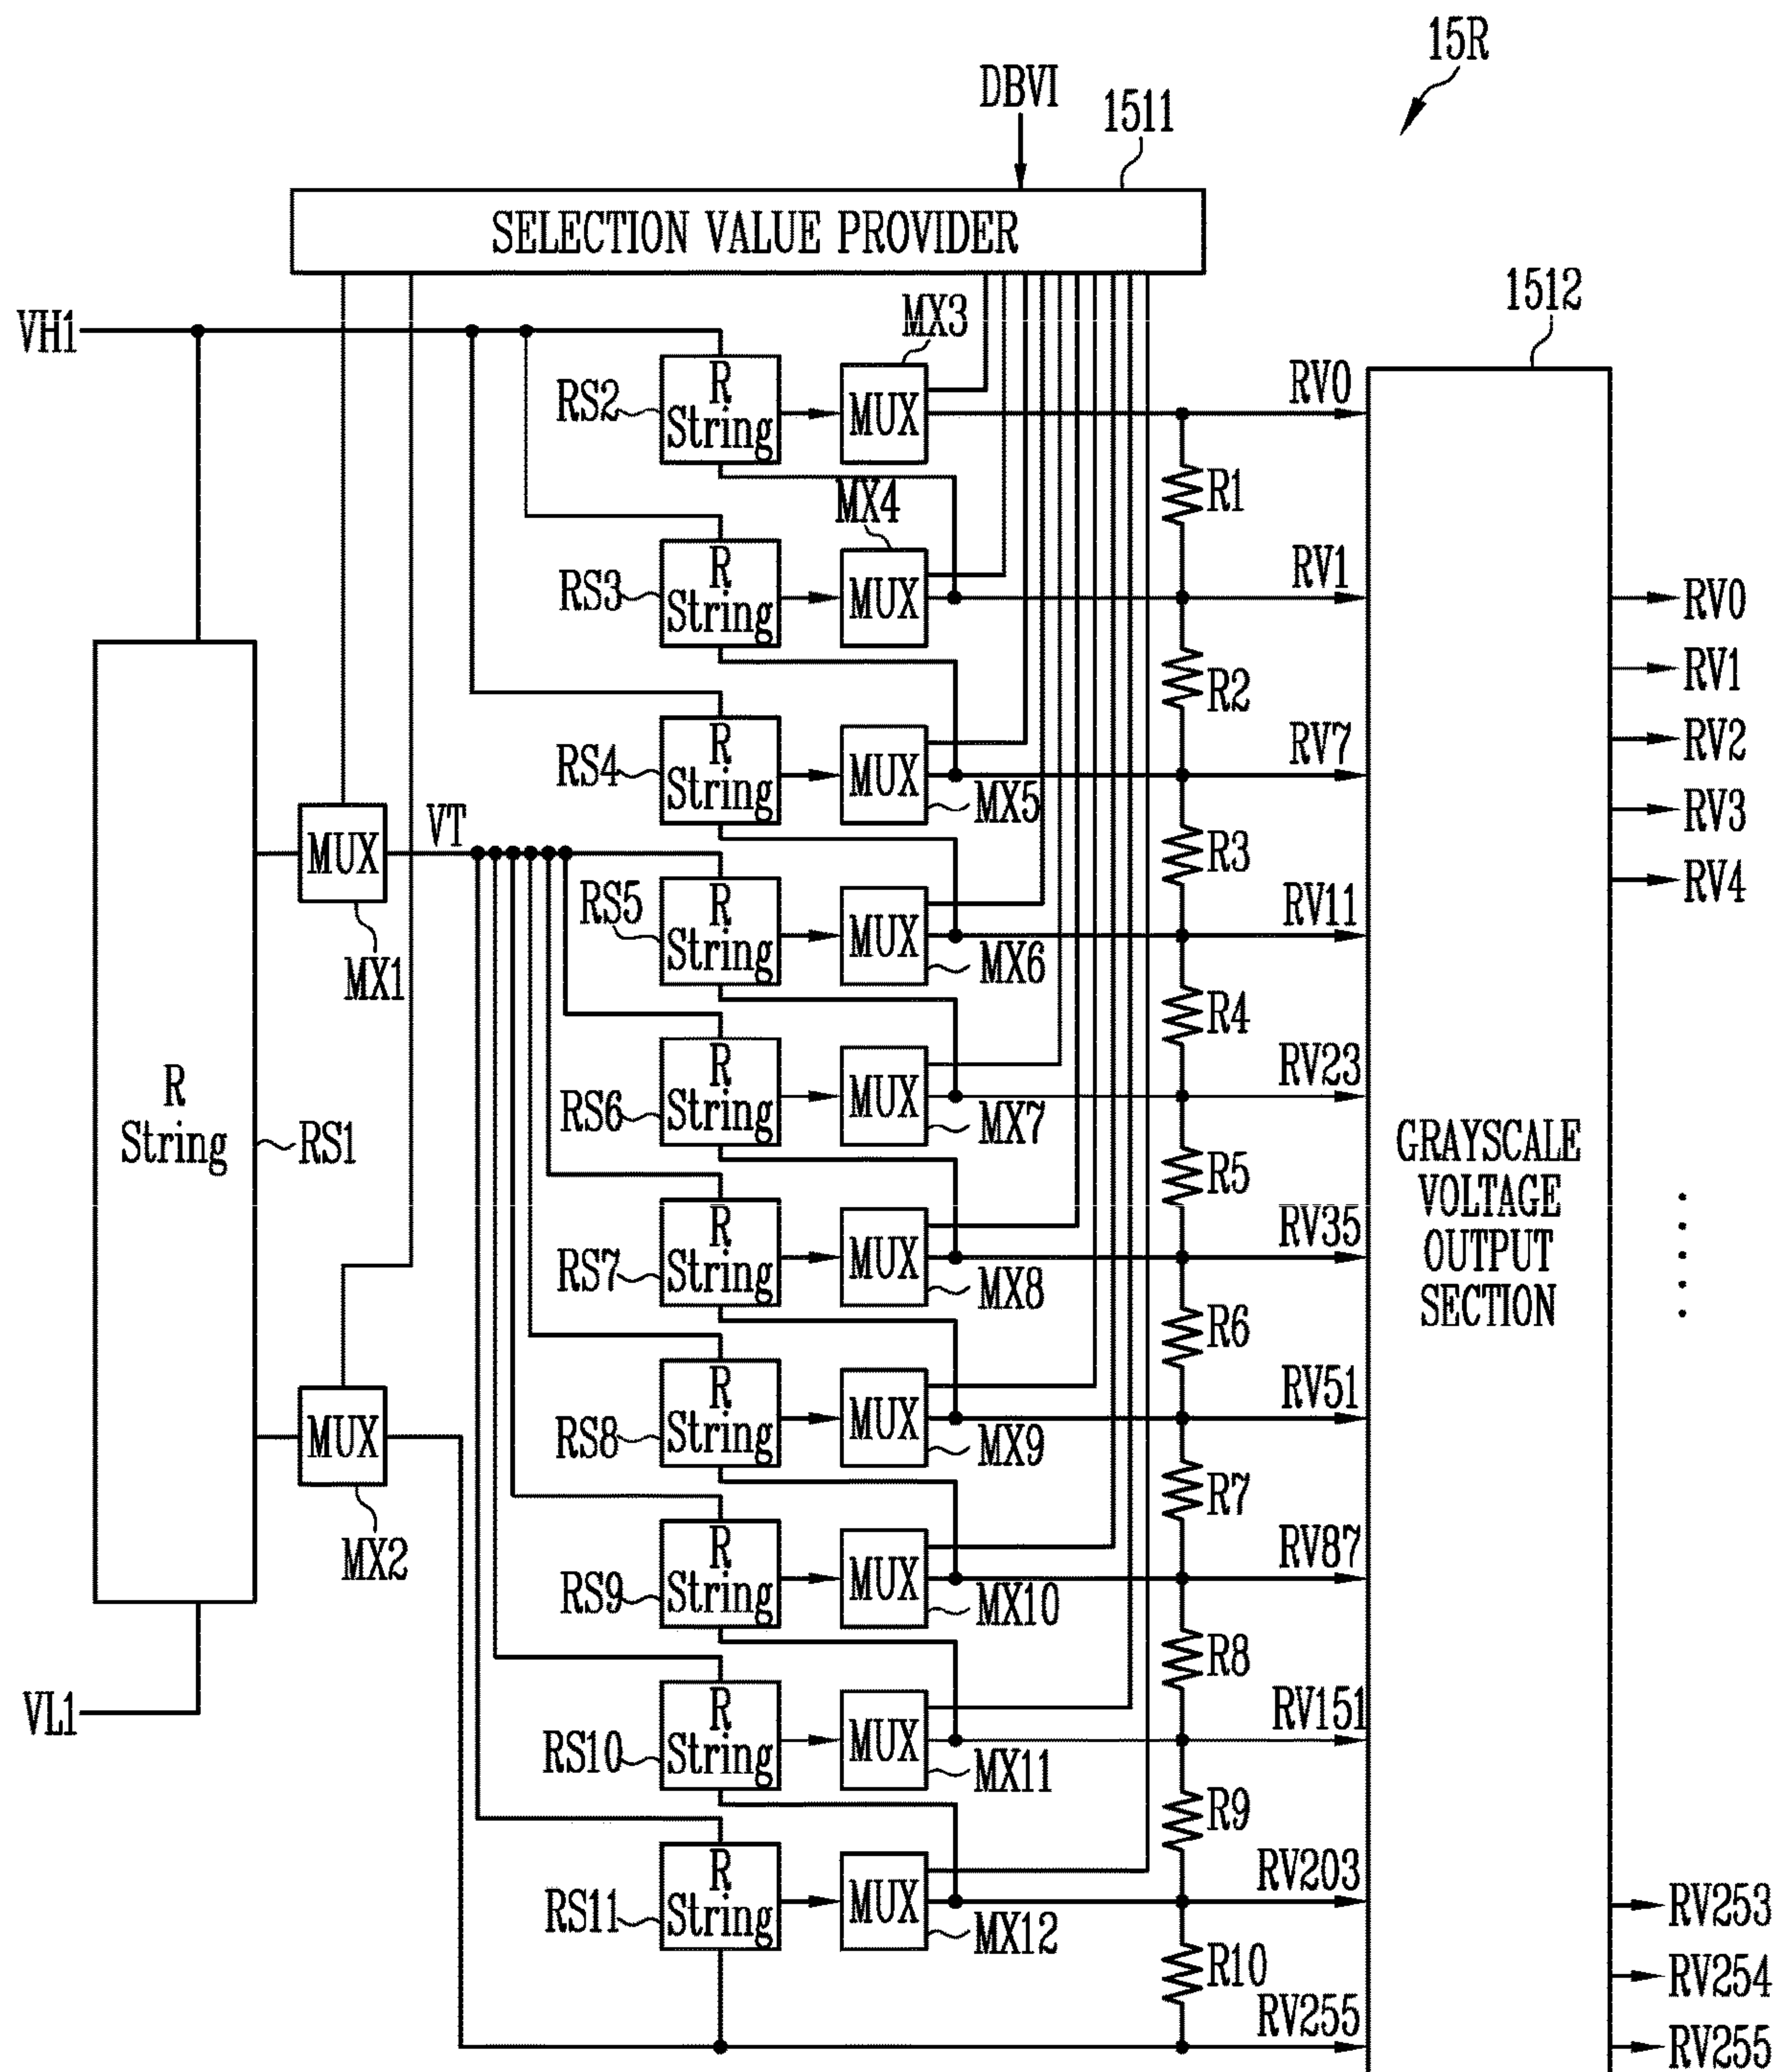 15R
DBVI
1511
SELECTION VALUE PROVIDER
1512
VH1
MX3
RS2
R
String
MUX
RV0
R1
MX4
RS3
R
String
MUX
RV1
RV0
R2
RV1
RS4
R
String
MUX
MX5
RV7
RV2
R3
RV3
VT
MUX
MX1
RS5
R
String
MUX
MX6
RV11
RV4
R4
RS6
R
String
MUX
MX7
RV23
R
String
RS1
R5
GRAYSCALE
VOLTAGE
OUTPUT
SECTION
RS7
R
String
MUX
MX8
RV35
R6
RS8
R
String
MUX
MX9
RV51
MUX
MX2
R7
RS9
R
String
MUX
MX10
RV87
R8
VL1
RS10
R
String
MUX
MX11
RV151
R9
RS11
R
String
MUX
MX12
RV203
RV253
R10
RV254
RV255
RV255